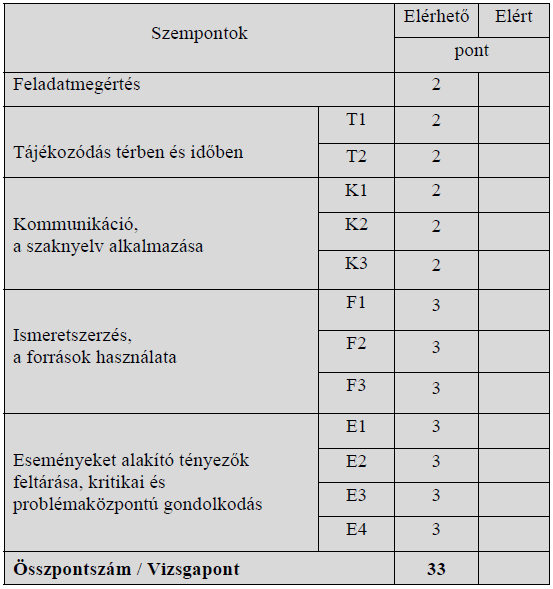 Szempontok Elérhető Elért
pont
Feladatmegértés 2
Tájékozódás térben és időben T1 2
T2 2
Kommunikáció,
a szaknyelv alkalmazása K1 2
K2 2
K3 2
Ismeretszerzés,
a források használata F1 3
F2 3
F3 3
Eseményeket alakító tényezők
feltárása, kritikai és
problémaközpontú gondolkodás E1 3
E2 3
E3 3
E4 3
Összpontszám / Vizsgapont 33